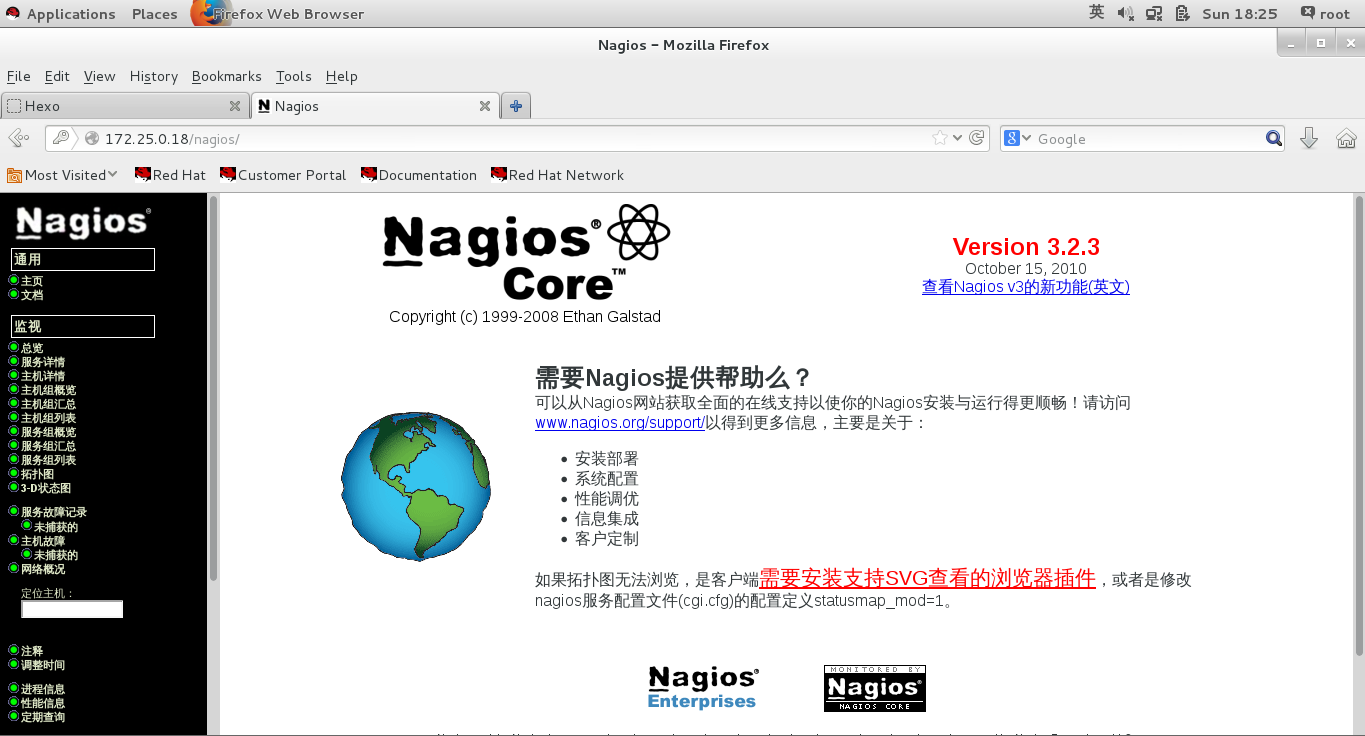 Applications Places Firefox Web Browser 英 Sun 18:25 root
Nagios - Mozilla Firefox
File Edit View History Bookmarks Tools Help
Hexo Nagios
172.25.0.18/nagios/ Google
Most Visited Red Hat Customer Portal Documentation Red Hat Network
Nagios®
通用
主页
文档
监视
总览
服务详情
主机详情
主机组概览
主机组汇总
主机组列表
服务组概览
服务组汇总
服务组列表
拓扑图
3-D状态图
服务故障记录
未捕获的
主机故障
未捕获的
网络概况
定位主机：
注释
调整时间
进程信息
性能信息
定期查询
Nagios®
Core™
Copyright (c) 1999-2008 Ethan Galstad
Version 3.2.3
October 15, 2010
查看Nagios v3的新功能(英文)
需要Nagios提供帮助么？
可以从Nagios网站获取全面的在线支持以使你的Nagios安装与运行得更顺畅！请访问
www.nagios.org/support/以得到更多信息，主要是关于：
安装部署
系统配置
性能调优
信息集成
客户定制
如果拓扑图无法浏览，是客户端需要安装支持SVG查看的浏览器插件，或者是修改
nagios服务配置文件(cgi.cfg)的配置定义statusmap_mod=1。
Nagios®
Enterprises
MONITORED BY
Nagios®
NAGIOS CORE